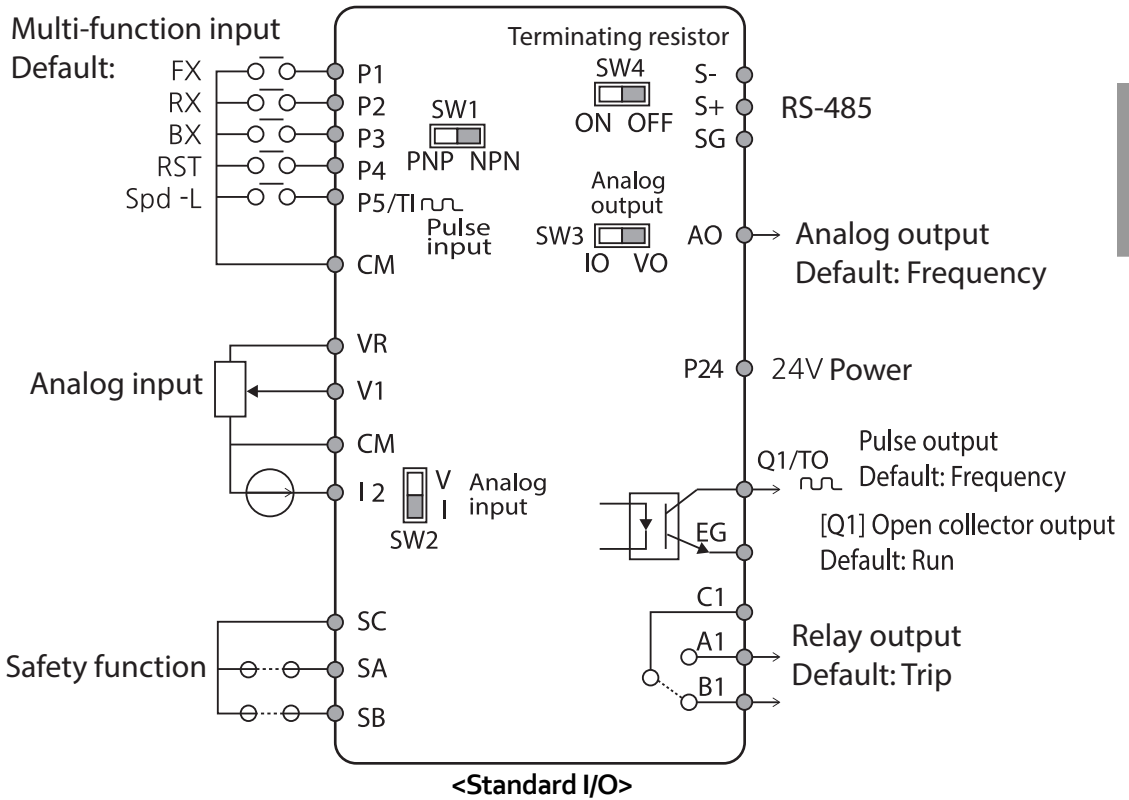 Multi-function input
Default:
FX
RX
BX
RST
Spd -L
P1
P2
P3
P4
P5/TI
Pulse
input
CM
SW1
PNP NPN
Terminating resistor
SW4
ON OFF
S-
S+
SG
RS-485
Analog
output
SW3
IO VO
AO
Analog output
Default: Frequency
Analog input
VR
V1
CM
I 2
V
I
Analog
input
SW2
P24
24V Power
Q1/TO
Pulse output
Default: Frequency
EG
[Q1] Open collector output
Default: Run
Safety function
SC
SA
SB
C1
A1
B1
Relay output
Default: Trip
<Standard I/O>